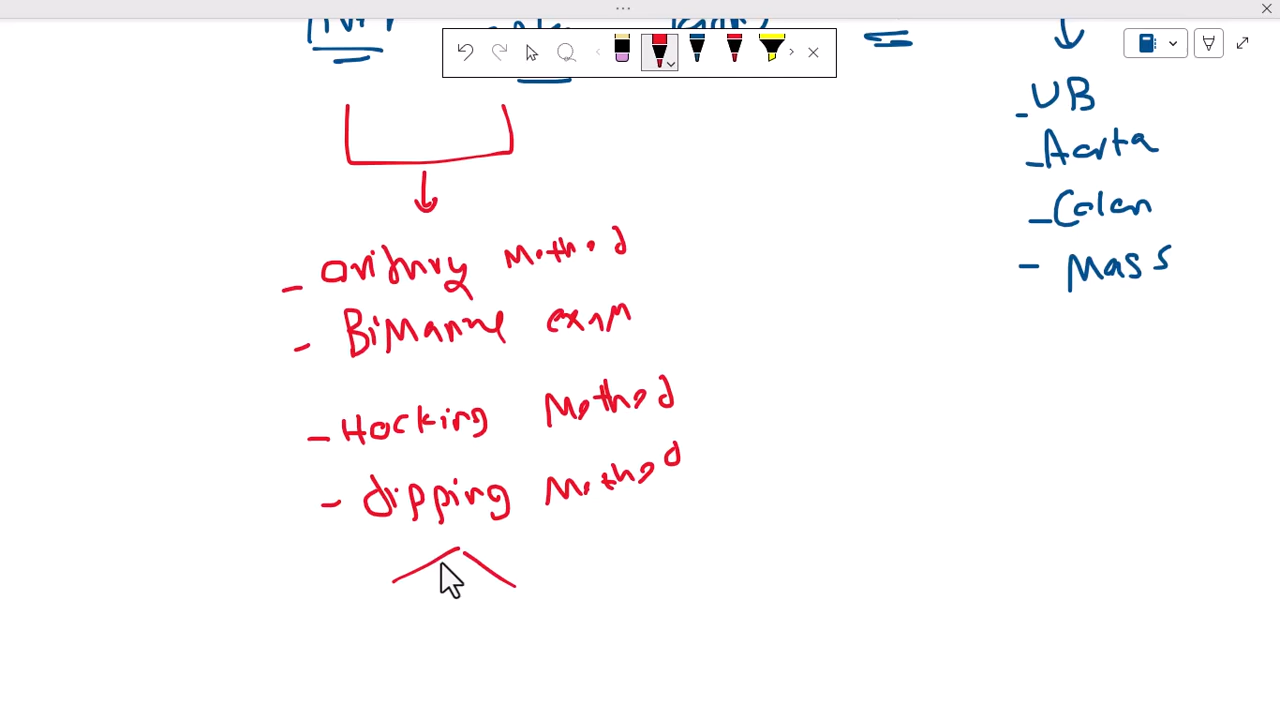 - UB
- Aorta
- Colon
- Mass
- Ordinary Method
- Bimanual exam
- Hocking Method
- dipping Method